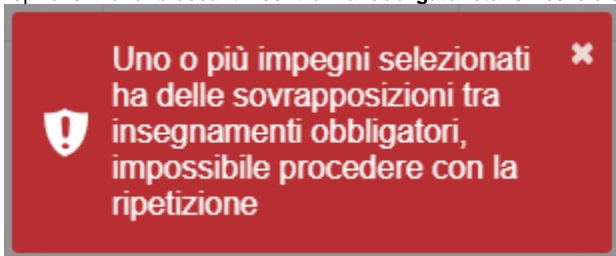 Uno o più impegni selezionati
ha delle sovrapposizioni tra
insegnamenti obbligatori,
impossibile procedere con la
ripetizione